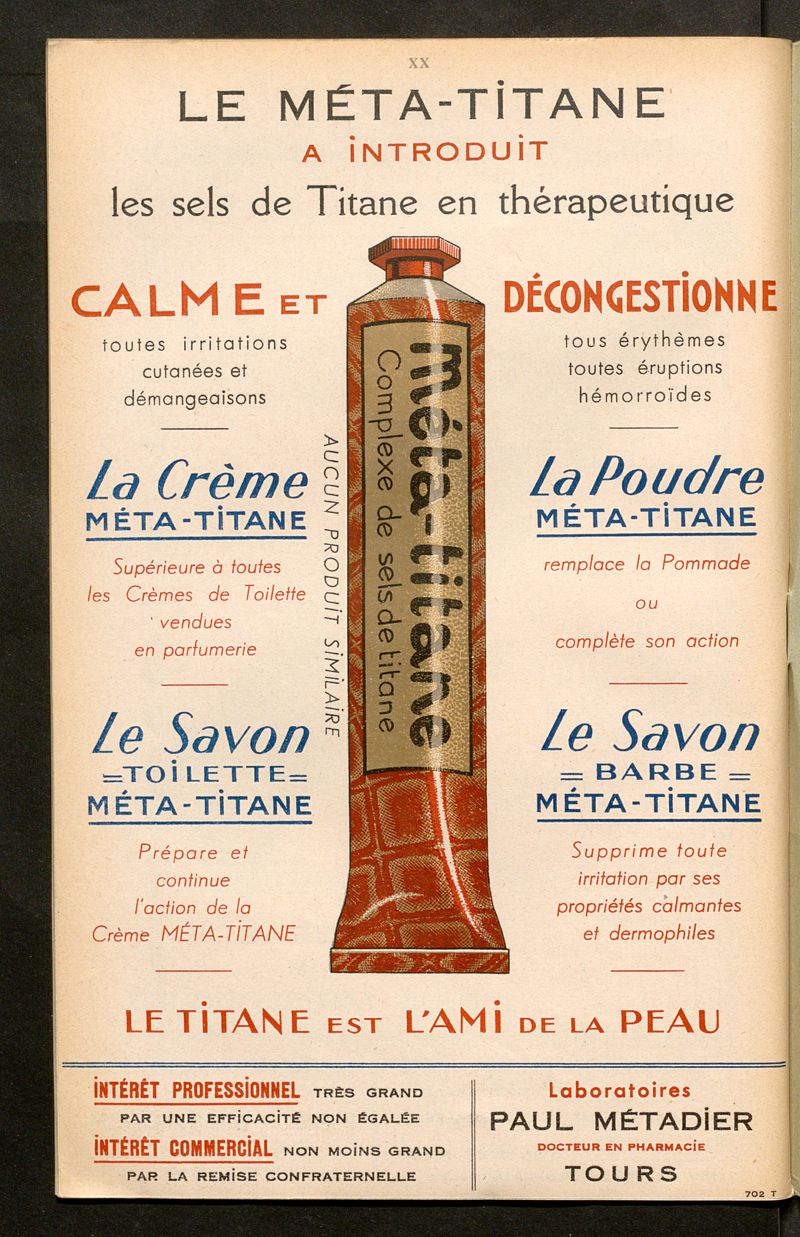 XX
LE MÉTA-TITANE
A INTRODUIT
les sels de Titane en thérapeutique
CALME ET
toutes irritations
cutanées et
démangeaisons
La Crème
MÉTA-TITANE
Supérieure à toutes
les Crèmes de Toilette
vendues
en parfumerie
Le Savon
=TOILETTE=
MÉTA-TITANE
Prépare et
continue
l'action de la
Crème MÉTA-TITANE
AUCUN PRODUIT SIMILAIRE
méta-titane
Complexe de sels de titane
DÉCONGESTIONNE
tous érythèmes
toutes éruptions
hémorroïdes
La Poudre
MÉTA-TITANE
remplace la Pommade
ou
complète son action
Le Savon
= BARBE =
MÉTA-TITANE
Supprime toute
irritation par ses
propriétés calmantes
et dermophiles
LE TITANE EST L'AMI DE LA PEAU
INTÉRÊT PROFESSIONNEL TRÈS GRAND
PAR UNE EFFICACITÉ NON ÉGALÉE
INTÉRÊT COMMERCIAL NON MOINS GRAND
PAR LA REMISE CONFRATERNELLE
Laboratoires
PAUL MÉTADIER
DOCTEUR EN PHARMACIE
TOURS
702 T